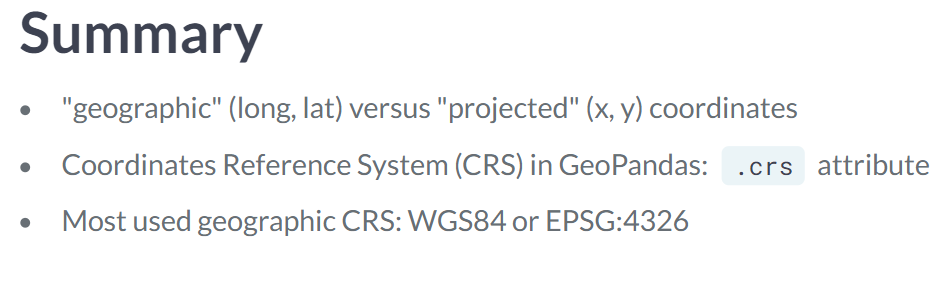 Summary
• "geographic" (long, lat) versus "projected" (x, y) coordinates
• Coordinates Reference System (CRS) in GeoPandas: .crs attribute
• Most used geographic CRS: WGS84 or EPSG:4326